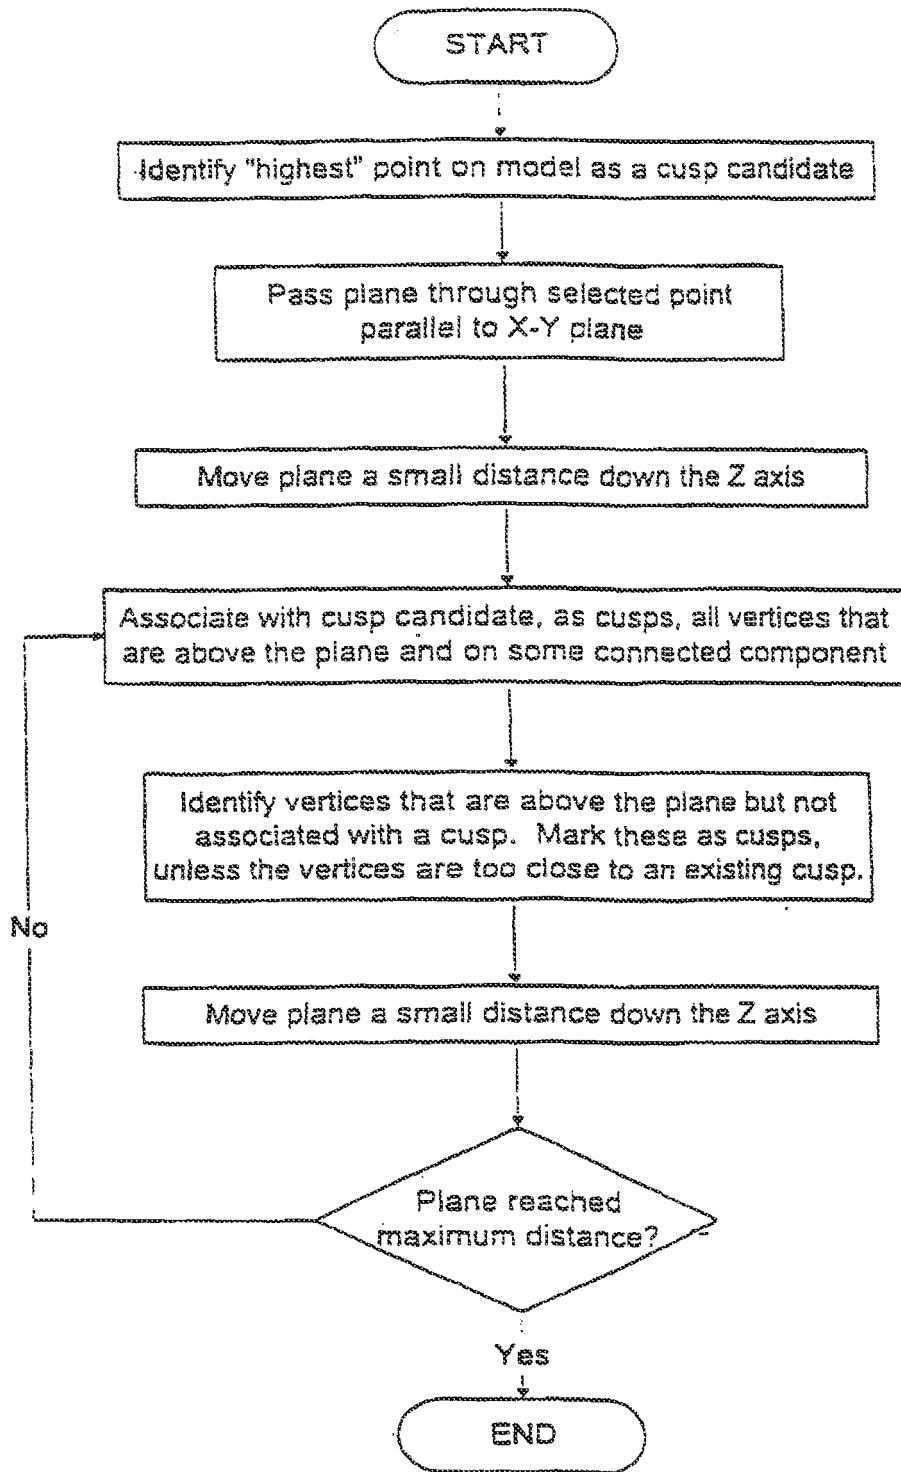 START
Identify "highest" point on model as a cusp candidate
Pass plane through selected point
parallel to X-Y plane
Move plane a small distance down the Z axis
Associate with cusp candidate, as cusps, all vertices that
are above the plane and on some connected component
Identify vertices that are above the plane but not
associated with a cusp. Mark these as cusps,
unless the vertices are too close to an existing cusp.
No
Move plane a small distance down the Z axis
Plane reached
maximum distance?
Yes
END